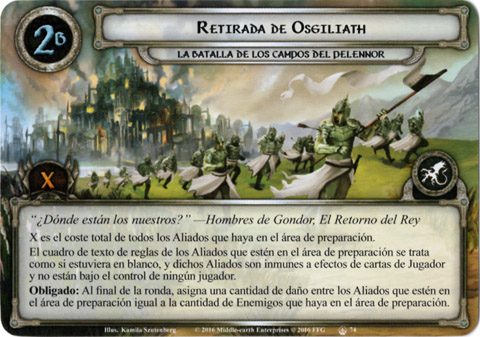 2B
RETIRADA DE OSGILIATH
LA BATALLA DE LOS CAMPOS DEL PELENNOR
X
“¿Dónde están los nuestros?” —Hombres de Gondor, El Retorno del Rey
X es el coste total de todos los Aliados que haya en el área de preparación.
El cuadro de texto de reglas de los Aliados que estén en el área de preparación se trata
como si estuviera en blanco, y dichos Aliados son inmunes a efectos de cartas de Jugador
y no están bajo el control de ningún jugador.
Obligado: Al final de la ronda, asigna una cantidad de daño entre los Aliados que estén en
el área de preparación igual a la cantidad de Enemigos que haya en el área de preparación.
Illus. Kamila Szutenberg © 2016 Middle-earth Enterprises © 2016 FFG 74